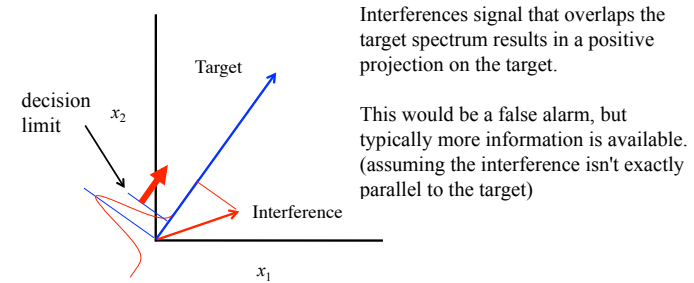 Interferences signal that overlaps the
target spectrum results in a positive
projection on the target.
This would be a false alarm, but
typically more information is available.
(assuming the interference isn't exactly
parallel to the target)
Target
decision
limit
x2
Interference
x1